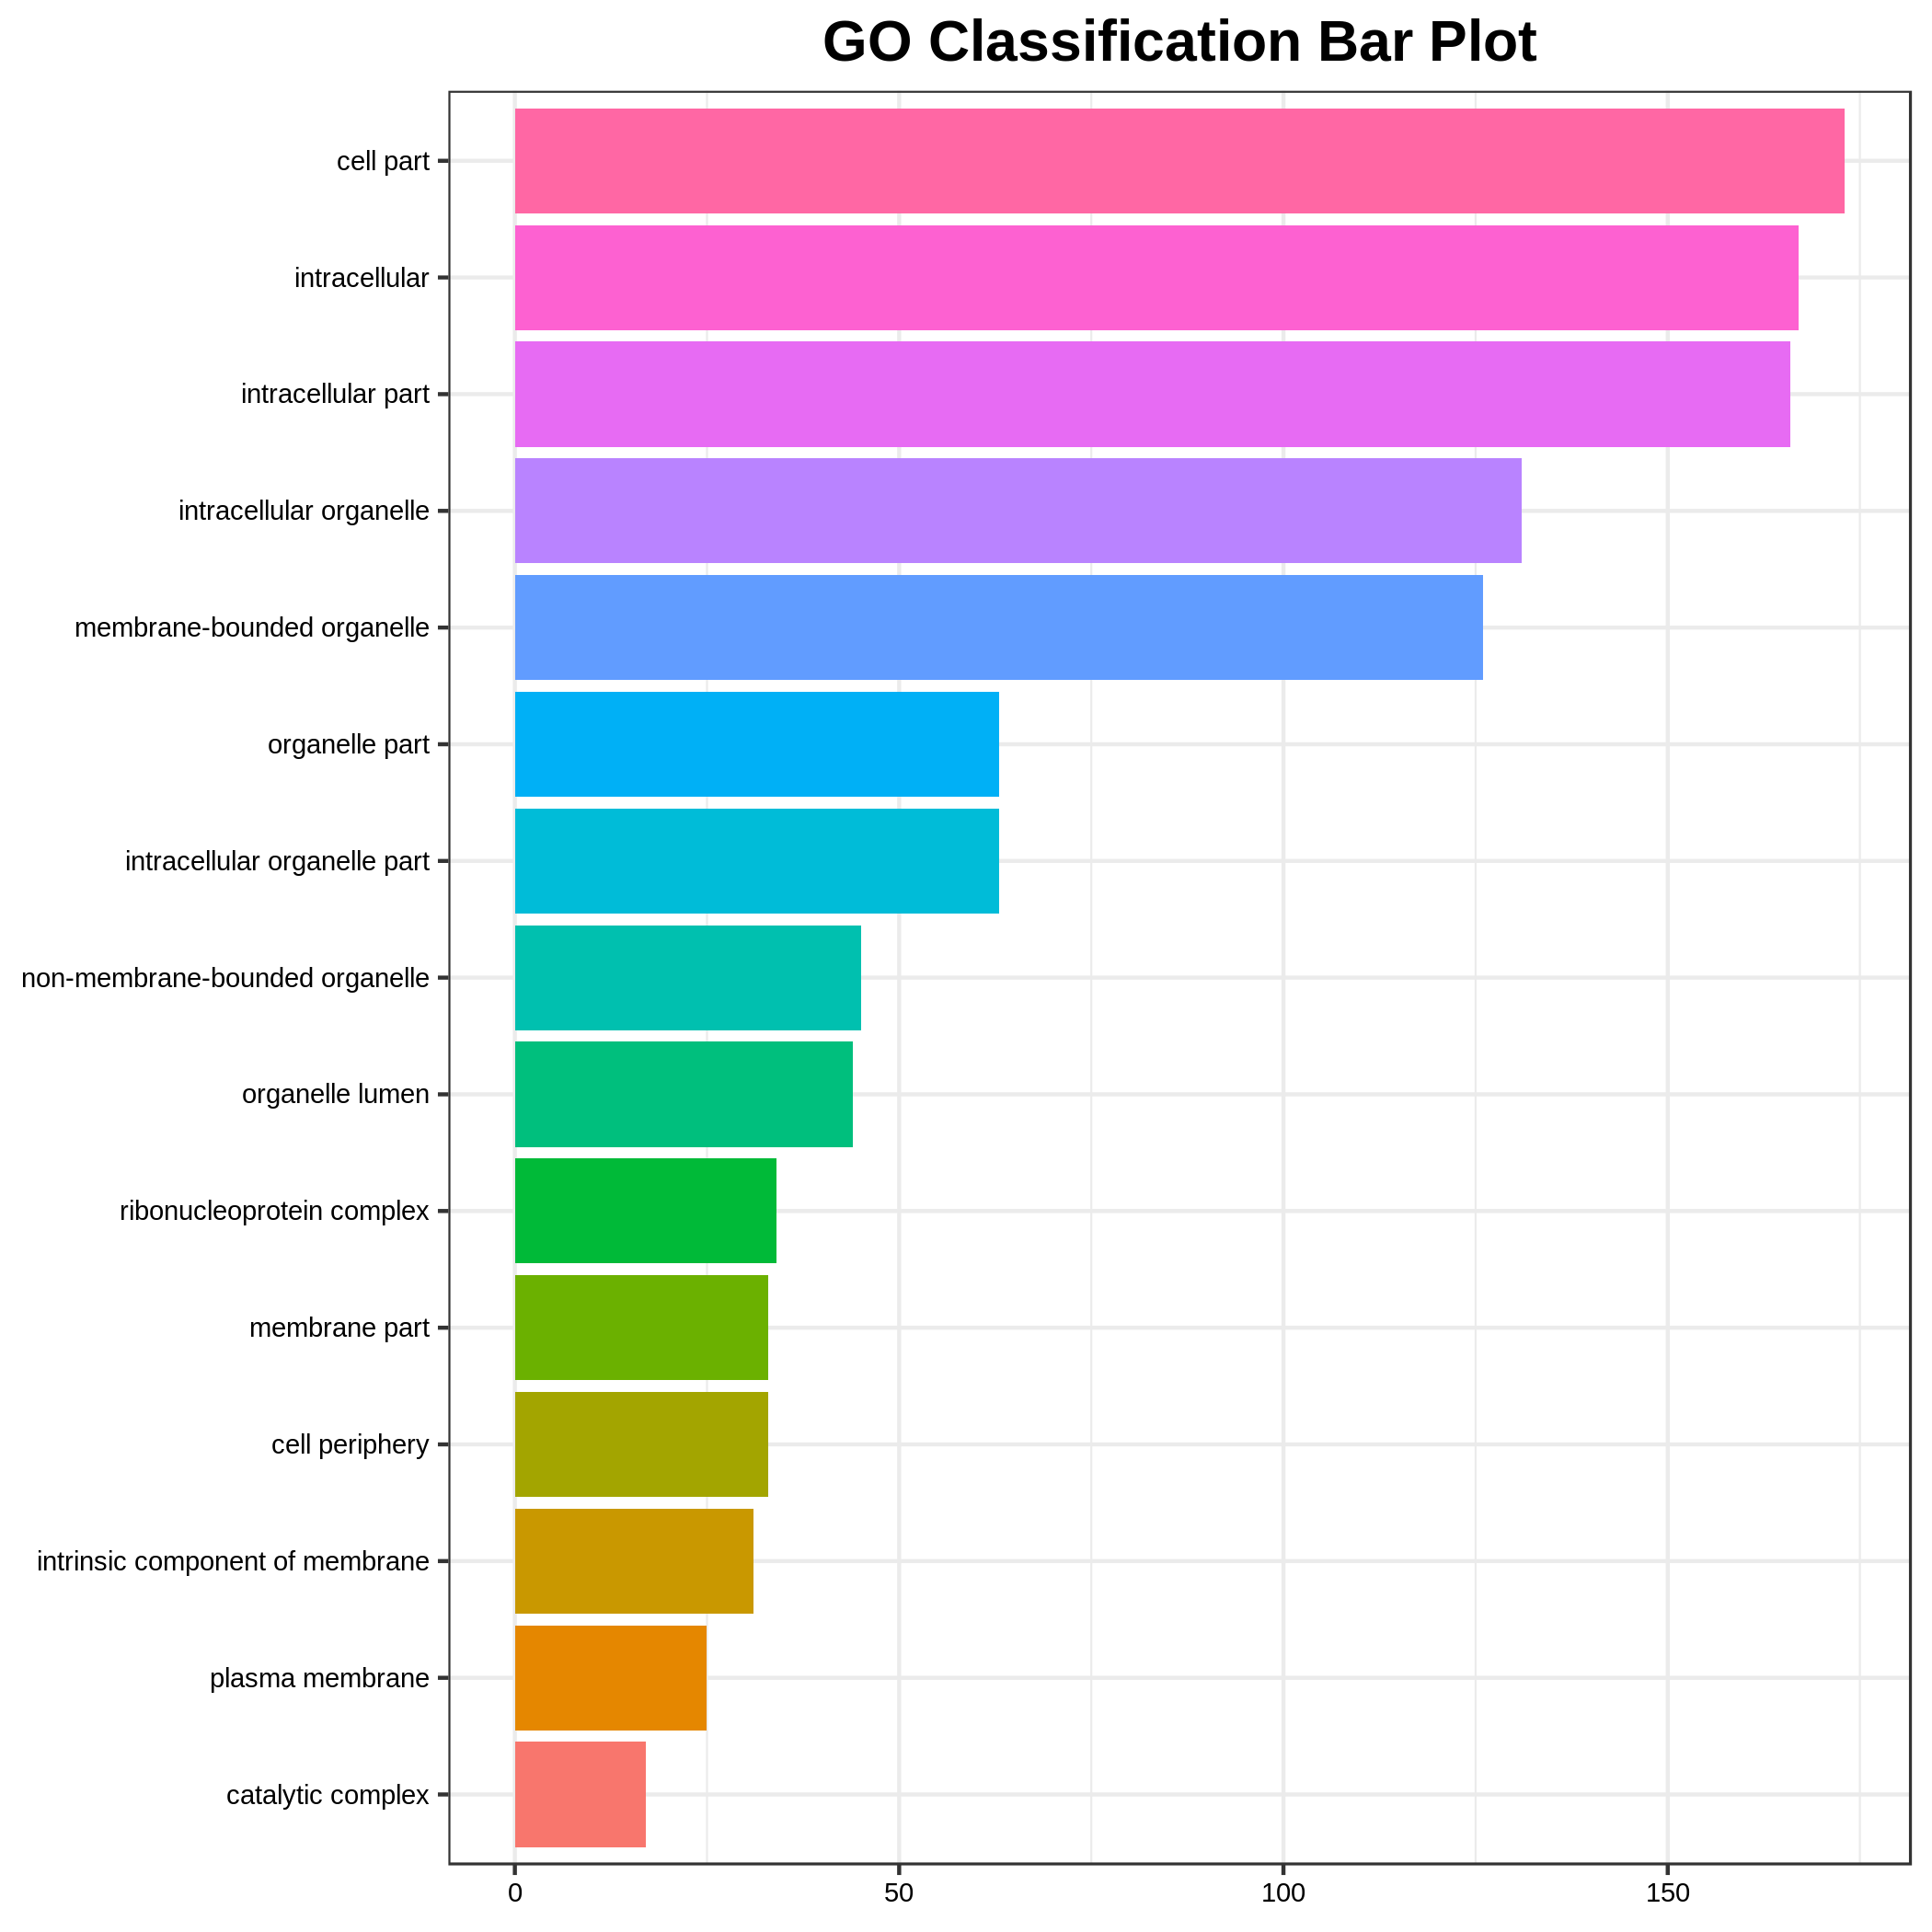 GO Classification Bar Plot
cell part
intracellular
intracellular part
intracellular organelle
membrane-bounded organelle
organelle part
intracellular organelle part
non-membrane-bounded organelle
organelle lumen
ribonucleoprotein complex
membrane part
cell periphery
intrinsic component of membrane
plasma membrane
catalytic complex
0 50 100 150